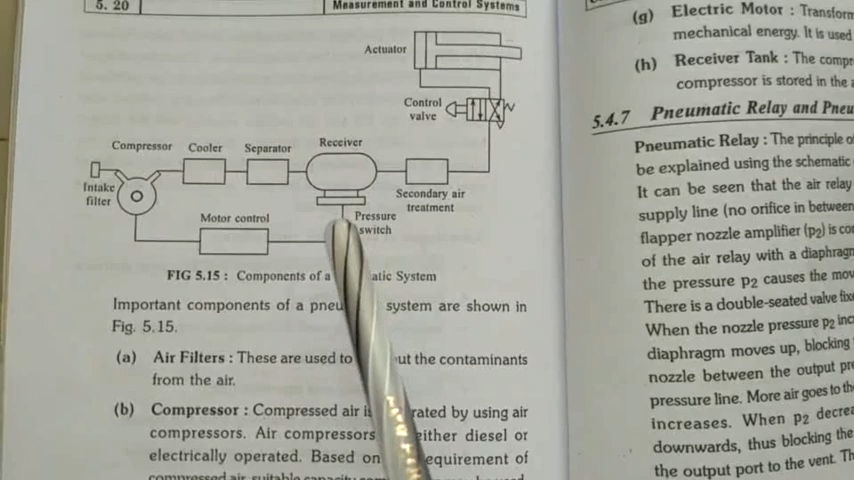 5. 20
Measurement and Control Systems
Actuator
Control
valve
Compressor Cooler Separator Receiver
Intake
filter
Secondary air
treatment
Motor control
Pressure
switch
FIG 5.15 : Components of a atic System
Important components of a pneu system are shown in
Fig. 5.15.
(a) Air Filters : These are used to out the contaminants
from the air.
(b) Compressor : Compressed air is rated by using air
compressors. Air compressors either diesel or
electrically operated. Based on equirement of
(g) Electric Motor : Transform
mechanical energy. It is used
(h) Receiver Tank : The compr
compressor is stored in the a
5.4.7 Pneumatic Relay and Pneu
Pneumatic Relay : The principle o
be explained using the schematic
It can be seen that the air relay
supply line (no orifice in between
flapper nozzle amplifier (p2) is con
of the air relay with a diaphragm
the pressure p2 causes the mov
There is a double-seated valve fixe
When the nozzle pressure p2 inc
diaphragm moves up, blocking
nozzle between the output pre
pressure line. More air goes to the
increases. When p2 decrea
downwards, thus blocking the
the output port to the vent. Th